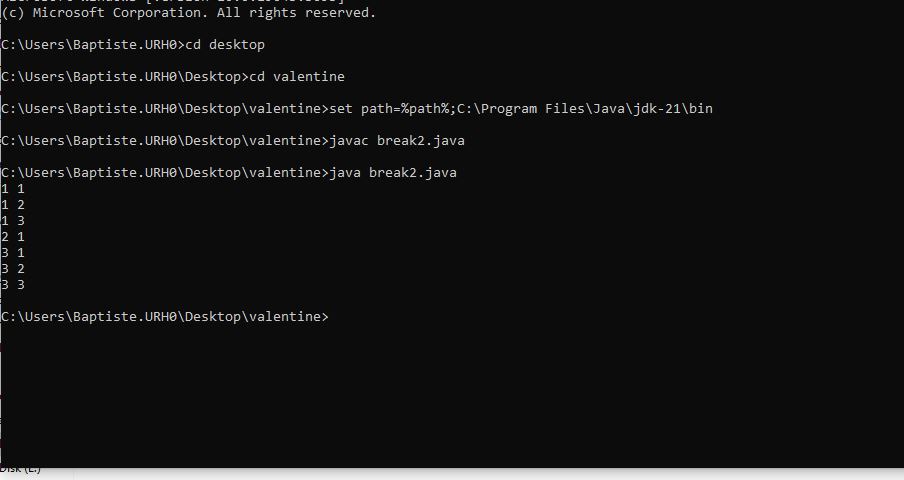 (c) Microsoft Corporation. All rights reserved.
C:\Users\Baptiste.URH0>cd desktop
C:\Users\Baptiste.URH0\Desktop>cd valentine
C:\Users\Baptiste.URH0\Desktop\valentine>set path=%path%;C:\Program Files\Java\jdk-21\bin
C:\Users\Baptiste.URH0\Desktop\valentine>javac break2.java
C:\Users\Baptiste.URH0\Desktop\valentine>java break2.java
1 1
1 2
1 3
2 1
3 1
3 2
3 3
C:\Users\Baptiste.URH0\Desktop\valentine>
Disk (E:)